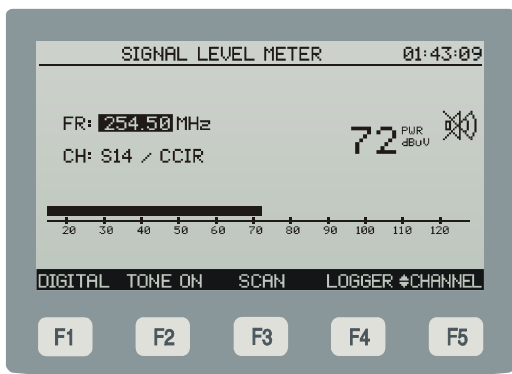 SIGNAL LEVEL METER 01:43:09
FR: 254.50 MHz
72 PWR dBuV
CH: S14 / CCIR
20 30 40 50 60 70 80 90 100 110 120
DIGITAL TONE ON SCAN LOGGER CHANNEL
F1 F2 F3 F4 F5